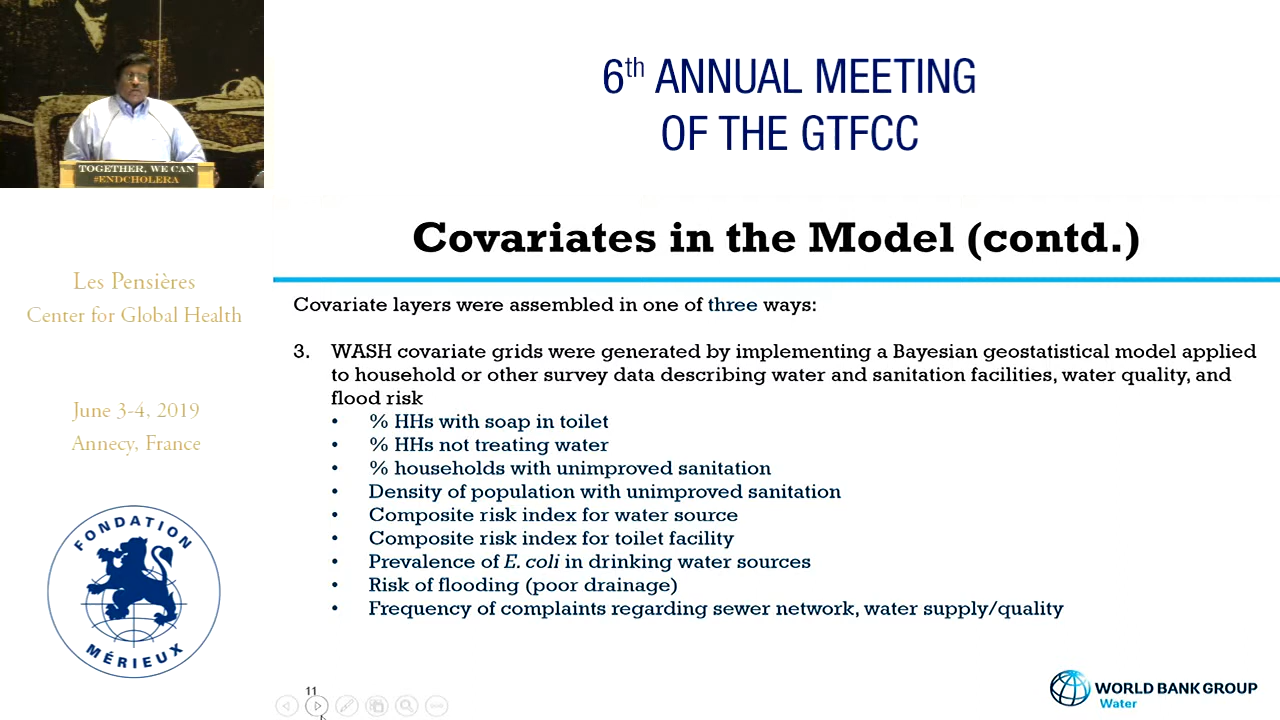 TOGETHER, WE CAN
#ENDCHOLERA
6th ANNUAL MEETING
OF THE GTFCC
Les Pensières
Center for Global Health
June 3-4, 2019
Annecy, France
FONDATION
MÉRIEUX
Covariates in the Model (contd.)
Covariate layers were assembled in one of three ways:
3. WASH covariate grids were generated by implementing a Bayesian geostatistical model applied
to household or other survey data describing water and sanitation facilities, water quality, and
flood risk
• % HHs with soap in toilet
• % HHs not treating water
• % households with unimproved sanitation
• Density of population with unimproved sanitation
• Composite risk index for water source
• Composite risk index for toilet facility
• Prevalence of E. coli in drinking water sources
• Risk of flooding (poor drainage)
• Frequency of complaints regarding sewer network, water supply/quality
11
WORLD BANK GROUP
Water